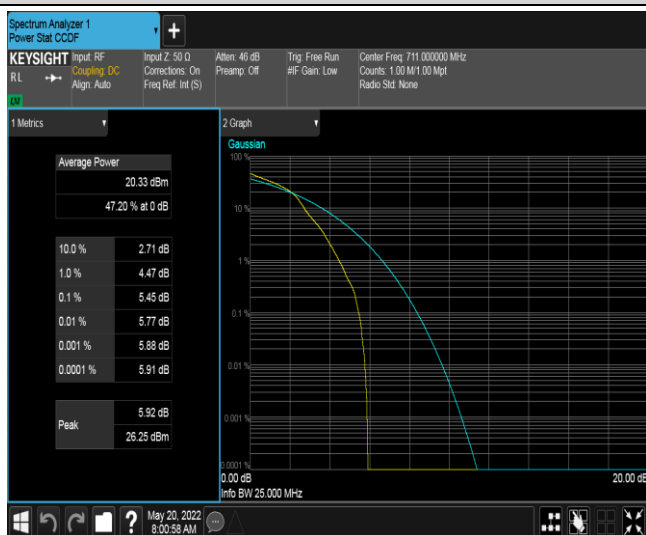 Spectrum Analyzer 1
Power Stat CCDF
KEYSIGHT
RL
Input: RF
Coupling: DC
Align: Auto
Input Z: 50 Ω
Corrections: On
Freq Ref: Int (S)
Atten: 46 dB
Preamp: Off
Trig: Free Run
#IF Gain: Low
Center Freq: 711.000000 MHz
Counts: 1.00 M/1.00 Mpt
Radio Std: None
1 Metrics
Average Power
20.33 dBm
47.20 % at 0 dB
10.0 % 2.71 dB
1.0 % 4.47 dB
0.1 % 5.45 dB
0.01 % 5.77 dB
0.001 % 5.88 dB
0.0001 % 5.91 dB
Peak
5.92 dB
26.25 dBm
2 Graph
Gaussian
100 %
10 %
1 %
0.1 %
0.01 %
0.001 %
0.0001 %
0.00 dB
20.00 dB
Info BW 25.000 MHz
?
May 20, 2022
8:00:58 AM